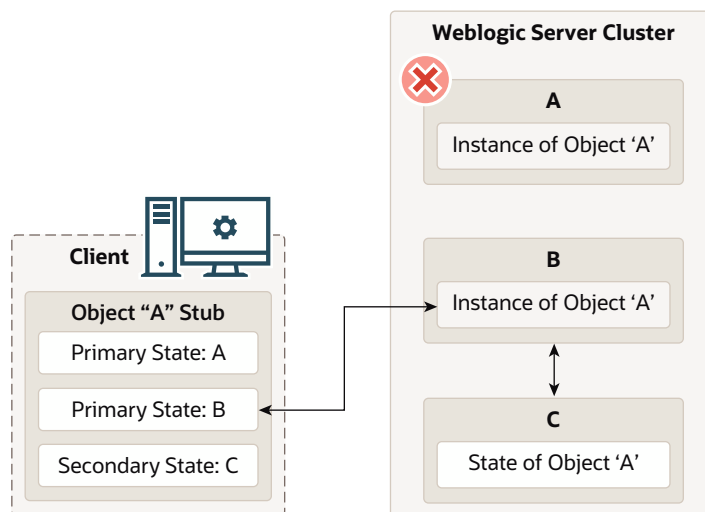 Weblogic Server Cluster
A
Instance of Object ‘A’
B
Instance of Object ‘A’
C
State of Object ‘A’
Client
Object “A” Stub
Primary State: A
Primary State: B
Secondary State: C